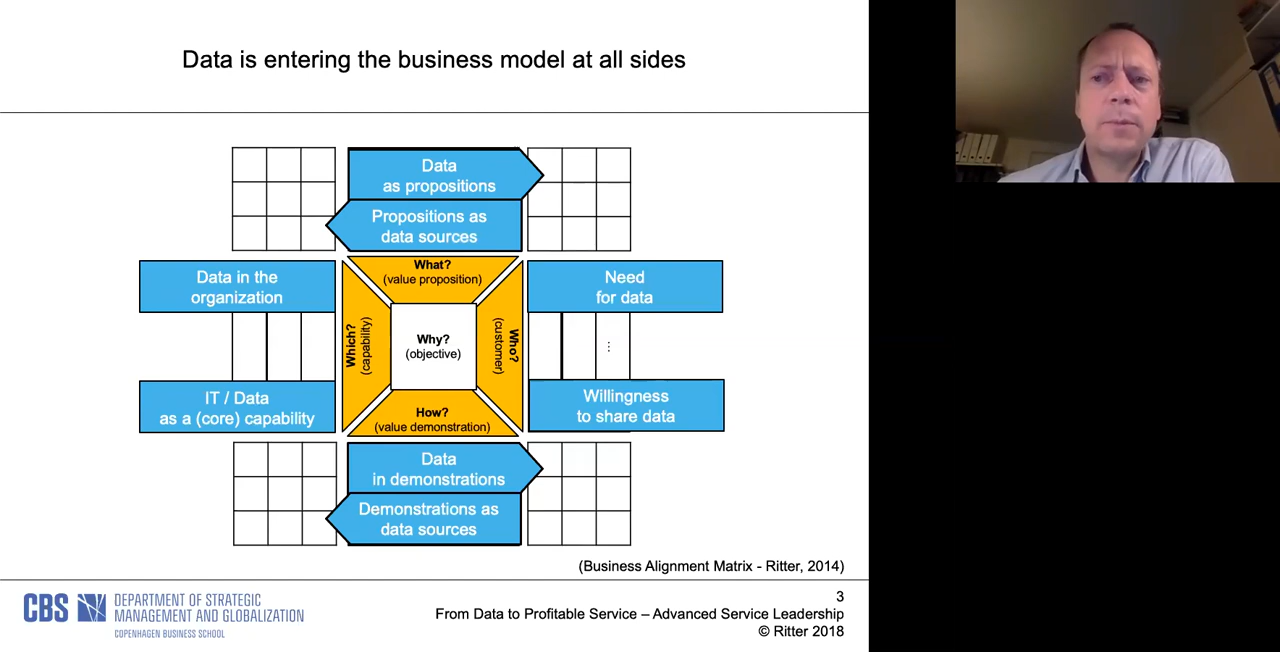 Data is entering the business model at all sides
Data
as propositions
Propositions as
data sources
Data in the
organization
What?
(value proposition)
Need
for data
Which?
(capability)
Why?
(objective)
Who?
(customer)
⋮
IT / Data
as a (core) capability
How?
(value demonstration)
Willingness
to share data
Data
in demonstrations
Demonstrations as
data sources
(Business Alignment Matrix - Ritter, 2014)
CBS
DEPARTMENT OF STRATEGIC
MANAGEMENT AND GLOBALIZATION
COPENHAGEN BUSINESS SCHOOL
3
From Data to Profitable Service – Advanced Service Leadership
© Ritter 2018